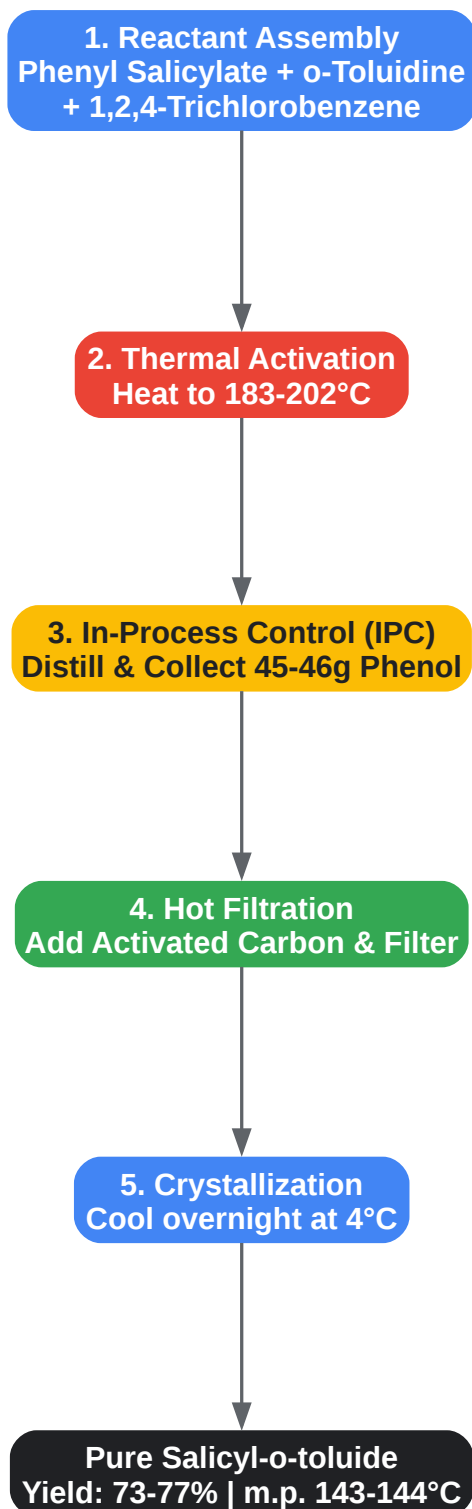 1. Reactant Assembly
Phenyl Salicylate + o-Toluidine
+ 1,2,4-Trichlorobenzene
2. Thermal Activation
Heat to 183-202°C
3. In-Process Control (IPC)
Distill & Collect 45-46g Phenol
4. Hot Filtration
Add Activated Carbon & Filter
5. Crystallization
Cool overnight at 4°C
Pure Salicyl-o-toluide
Yield: 73-77% | m.p. 143-144°C